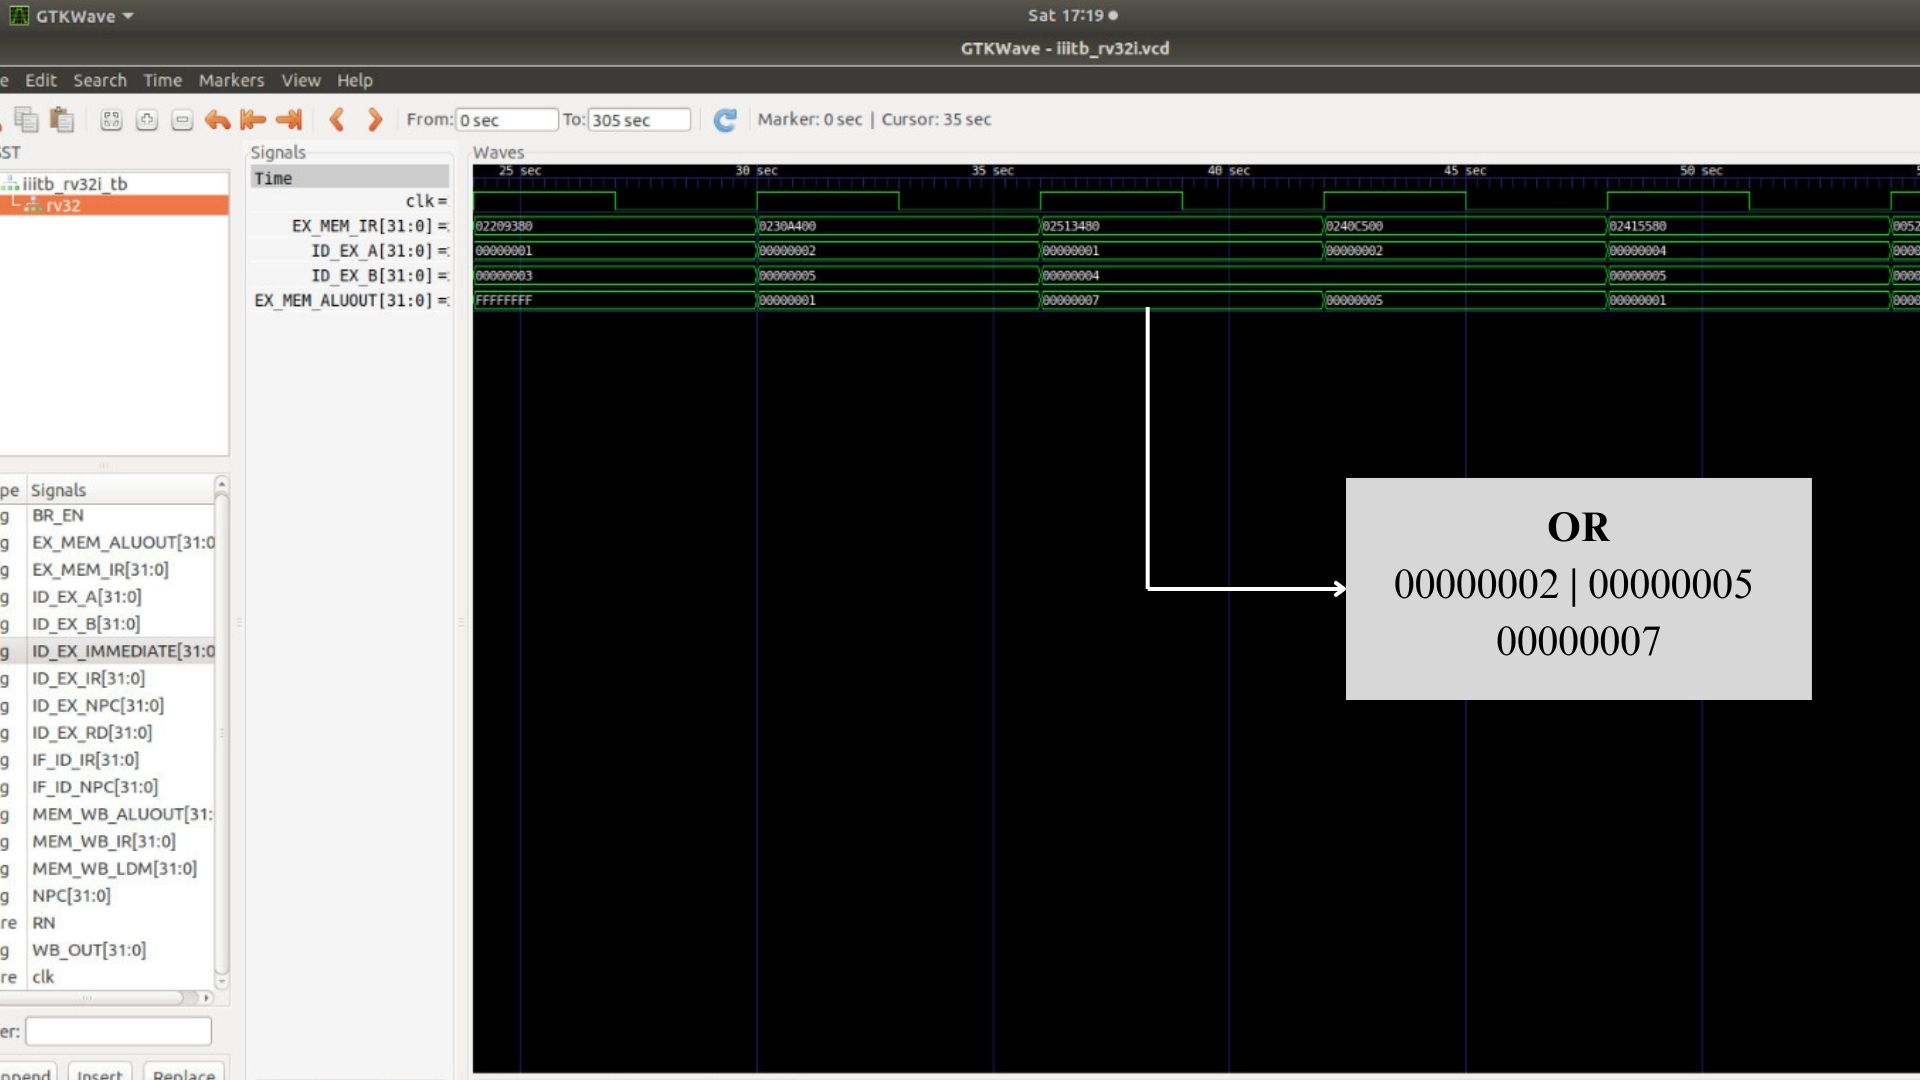 GTKWave
Sat 17:19
GTKWave - iiitb_rv32i.vcd
e Edit Search Time Markers View Help
From: 0 sec To: 305 sec Marker: 0 sec | Cursor: 35 sec
SST
iiitb_rv32i_tb
rv32
Signals
Time
clk=
EX_MEM_IR[31:0] =
ID_EX_A[31:0] =
ID_EX_B[31:0] =
EX_MEM_ALUOUT[31:0] =
Waves
25 sec 30 sec 35 sec 40 sec 45 sec 50 sec 5
02209380 0230A400 02513480 0240C500 02415580 0052
00000001 00000002 00000001 00000002 00000004 0000
00000003 00000005 00000004 00000005 0000
FFFFFFFF 00000001 00000007 00000005 00000001 0000
OR
00000002 | 00000005
00000007
pe Signals
g BR_EN
g EX_MEM_ALUOUT[31:0
g EX_MEM_IR[31:0]
g ID_EX_A[31:0]
g ID_EX_B[31:0]
g ID_EX_IMMEDIATE[31:0
g ID_EX_IR[31:0]
g ID_EX_NPC[31:0]
g ID_EX_RD[31:0]
g IF_ID_IR[31:0]
g IF_ID_NPC[31:0]
g MEM_WB_ALUOUT[31:
g MEM_WB_IR[31:0]
g MEM_WB_LDM[31:0]
g NPC[31:0]
re RN
g WB_OUT[31:0]
re clk
er:
ppend Insert Replace